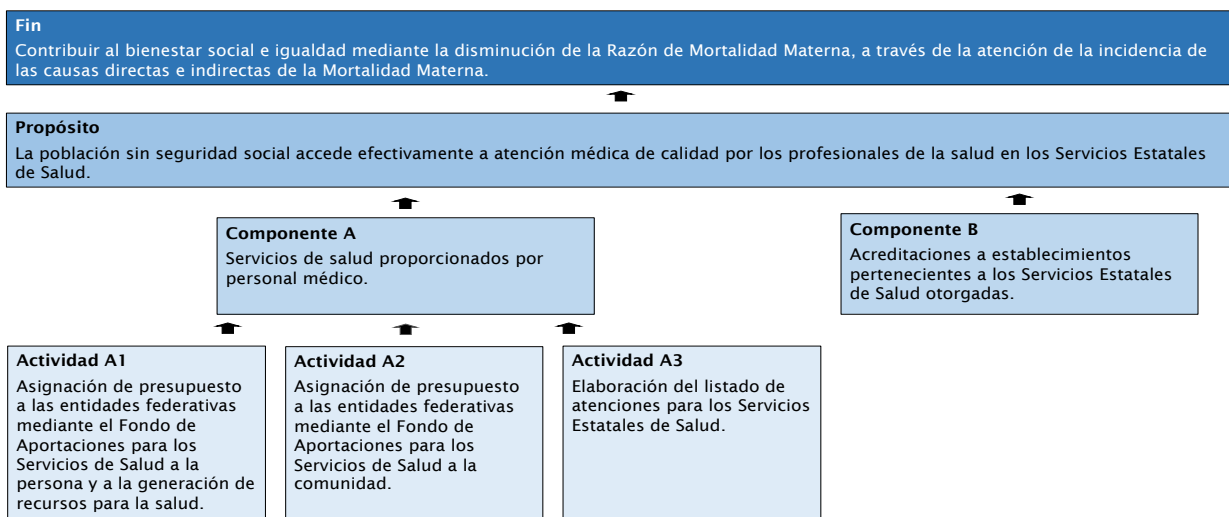 Fin
Contribuir al bienestar social e igualdad mediante la disminución de la Razón de Mortalidad Materna, a través de la atención de la incidencia de
las causas directas e indirectas de la Mortalidad Materna.
Propósito
La población sin seguridad social accede efectivamente a atención médica de calidad por los profesionales de la salud en los Servicios Estatales
de Salud.
Componente A
Servicios de salud proporcionados por
personal médico.
Componente B
Acreditaciones a establecimientos
pertenecientes a los Servicios Estatales
de Salud otorgadas.
Actividad A1
Asignación de presupuesto
a las entidades federativas
mediante el Fondo de
Aportaciones para los
Servicios de Salud a la
persona y a la generación de
recursos para la salud.
Actividad A2
Asignación de presupuesto
a las entidades federativas
mediante el Fondo de
Aportaciones para los
Servicios de Salud a la
comunidad.
Actividad A3
Elaboración del listado de
atenciones para los Servicios
Estatales de Salud.